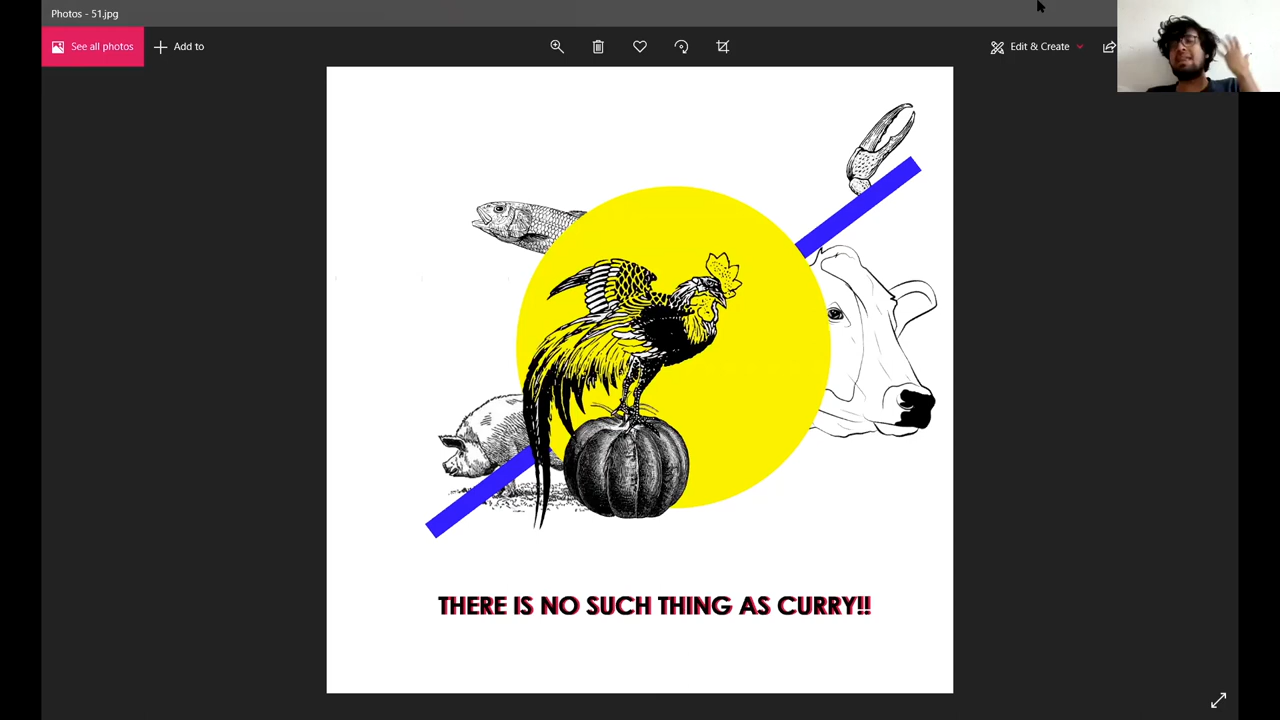 Photos - 51.jpg
See all photos
Add to
Edit & Create
THERE IS NO SUCH THING AS CURRY!!